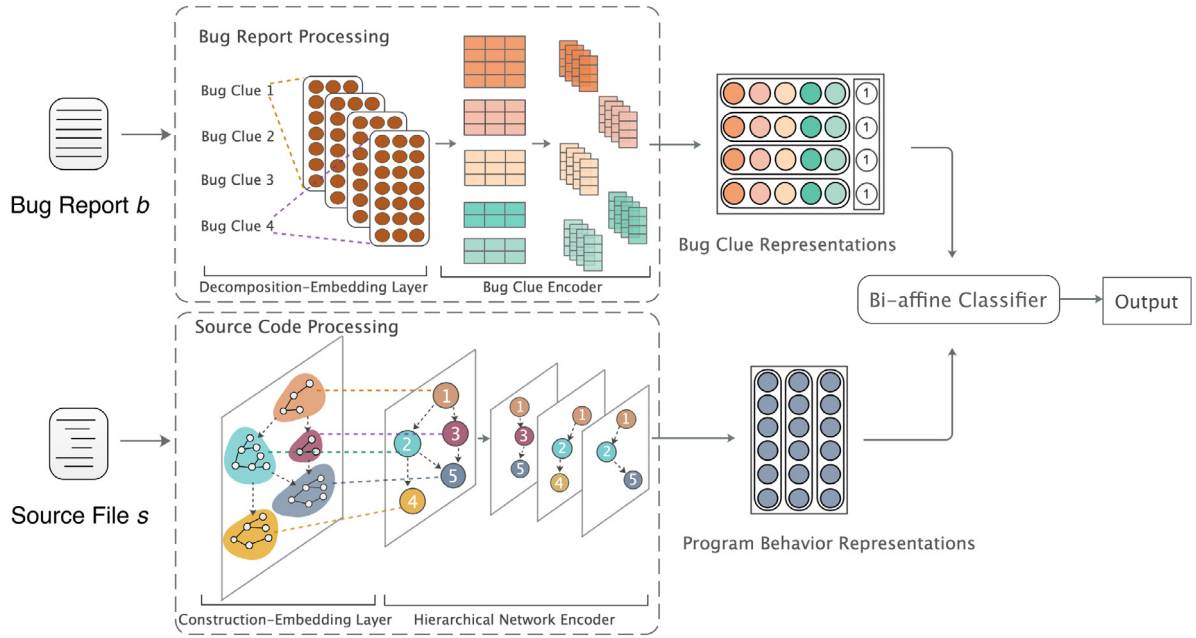 Bug Report Processing
Bug Clue 1
Bug Clue 2
Bug Clue 3
Bug Clue 4
Decomposition-Embedding Layer
Bug Clue Encoder
Bug Report b
1
1
1
1
Bug Clue Representations
Bi-affine Classifier
Output
Source Code Processing
1
2
3
5
4
1
3
5
1
2
4
1
2
5
Source File s
Construction-Embedding Layer
Hierarchical Network Encoder
Program Behavior Representations